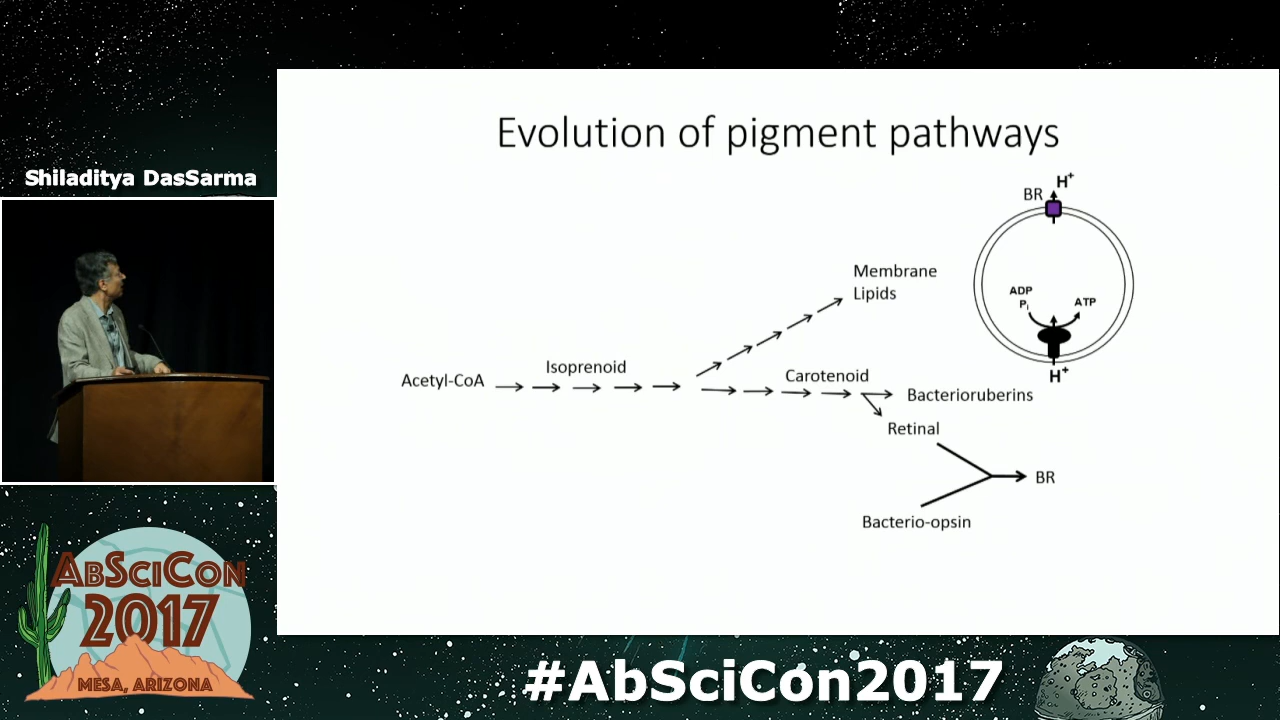 Evolution of pigment pathways
Shiladitya DasSarma
H+
BR
Membrane
Lipids
ADP
Pi
ATP
H+
Acetyl-CoA
Isoprenoid
Carotenoid
Bacterioruberins
Retinal
BR
Bacterio-opsin
ABSCICON
2017
MESA, ARIZONA
#AbSciCon2017